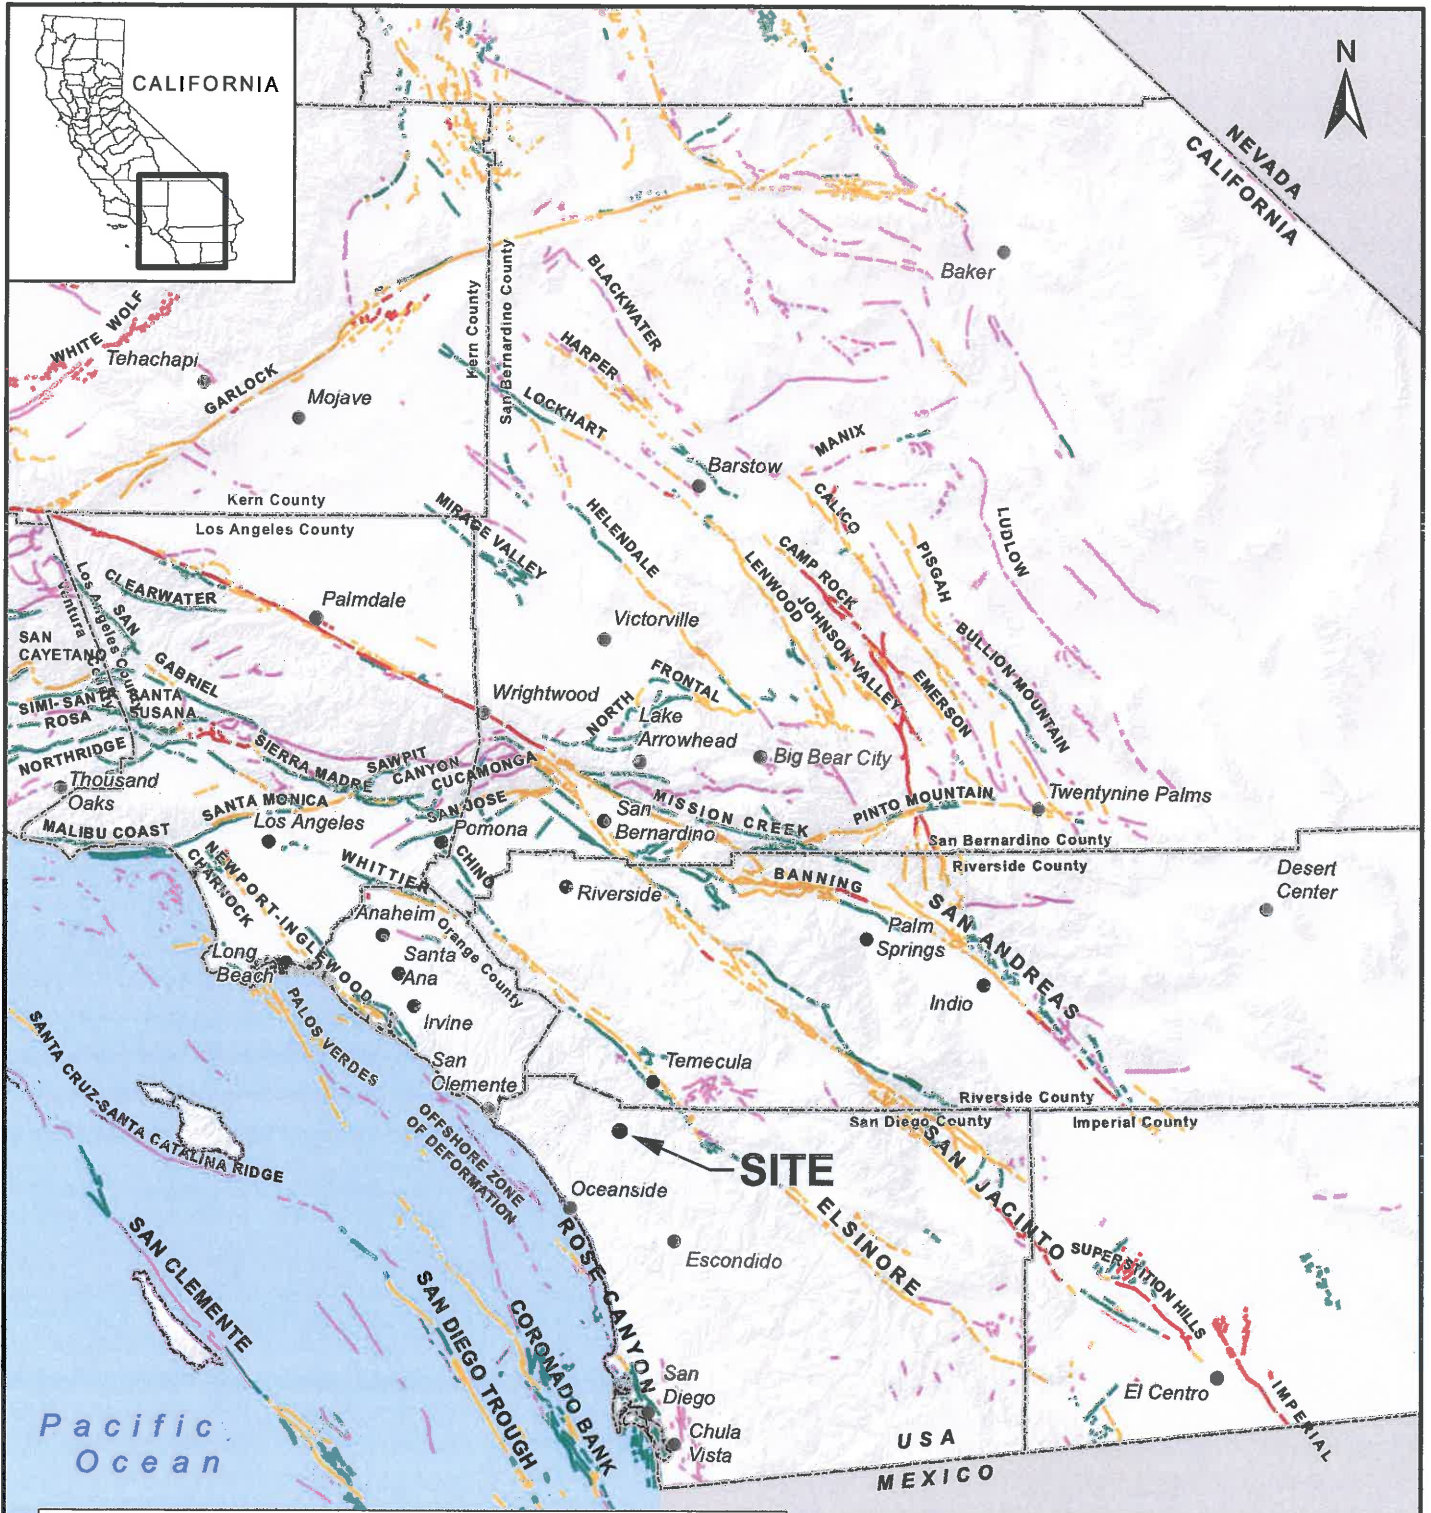 CALIFORNIA
N
NEVADA
CALIFORNIA
Baker
WHITE WOLF
Tehachapi
GARLOCK
Mojave
Kern County
San Bernardino County
BLACKWATER
HARPER
LOCKHART
Barstow
MANIX
CALICO
LUDLOW
PISGAH
Kern County
Los Angeles County
MIRAGE VALLEY
HELENDALE
LENWOOD
CAMP ROCK
JOHNSON VALLEY
EMERSON
BULLION MOUNTAIN
Los Angeles County
Ventura County
CLEARWATER
SAN
GABRIEL
Palmdale
Victorville
SAN
CAYETANO
SIMI-SANTA
ROSA
SANTA
SUSANA
NORTHRIDGE
Thousand
Oaks
Wrightwood
NORTH
FRONTAL
Lake
Arrowhead
Big Bear City
SIERRA MADRE
SAWPIT
CANYON
CUCAMONGA
SANTA MONICA
Los Angeles
MALIBU COAST
SAN JOSE
Pomona
San
Bernardino
MISSION CREEK
PINTO MOUNTAIN
Twentynine Palms
San Bernardino County
Riverside County
CHARNOCK
NEWPORT-INGLEWOOD
WHITTIER
CHINO
Riverside
BANNING
SAN ANDREAS
Desert
Center
Anaheim
Orange County
Santa
Ana
Palm
Springs
Long
Beach
Irvine
Indio
PALOS VERDES
San
Clemente
Temecula
SANTA CRUZ-SANTA CATALINA RIDGE
OFFSHORE ZONE
OF DEFORMATION
Riverside County
San Diego County
Imperial County
SITE
SAN JACINTO
Oceanside
ELSINORE
Escondido
SUPERSTITION HILLS
SAN CLEMENTE
SAN DIEGO TROUGH
CORONADO BANK
ROSE CANYON
San
Diego
Chula
Vista
El Centro
IMPERIAL
USA
MEXICO
Pacific
Ocean